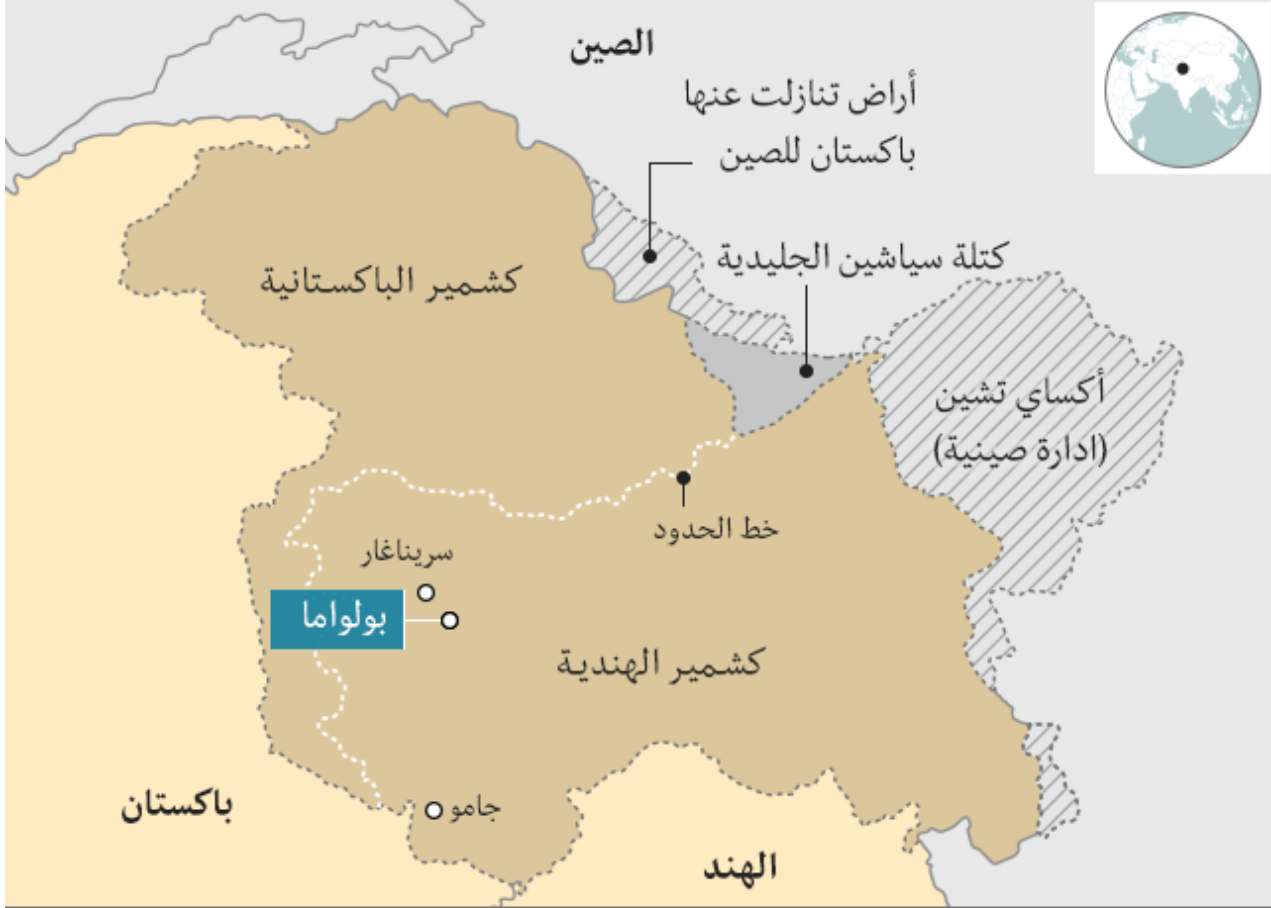 الصين
أراض تنازلت عنها
باكستان للصين
كتلة سياشين الجليدية
كشمير الباكستانية
أكساي تشين
(ادارة صينية)
خط الحدود
سريناغار
بولواما
كشمير الهندية
باكستان
جامو
الهند